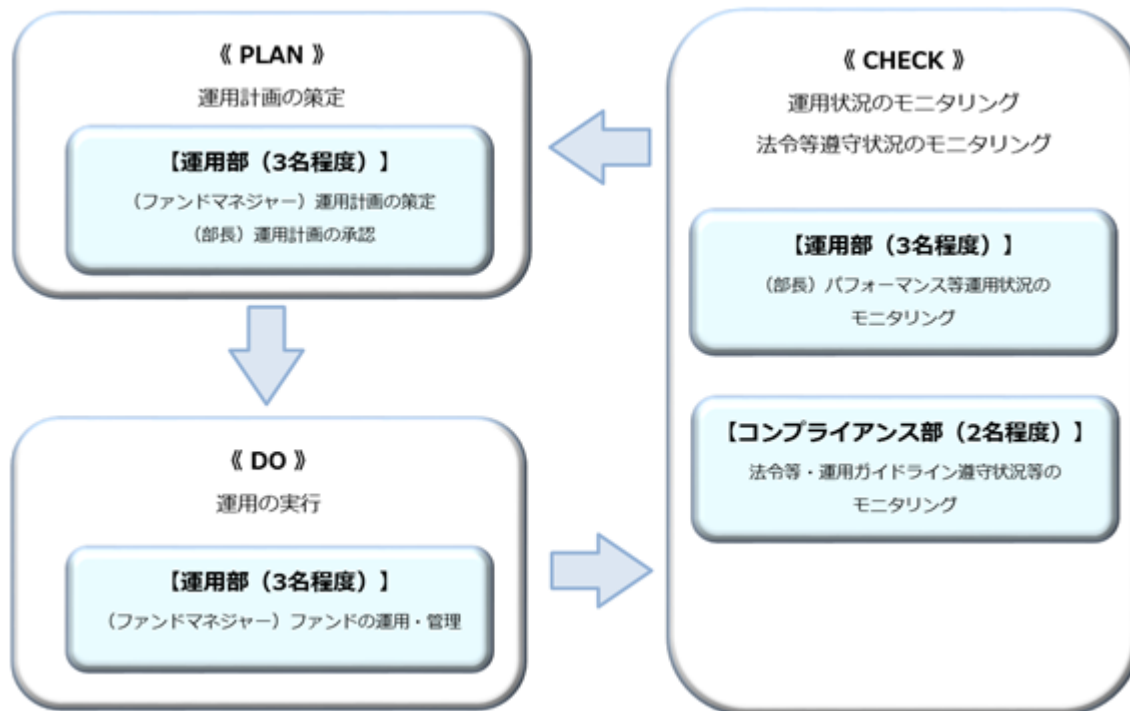 《 PLAN 》
運用計画の策定
【運用部（3名程度）】
（ファンドマネジャー）運用計画の策定
（部長）運用計画の承認
《 DO 》
運用の実行
【運用部（3名程度）】
（ファンドマネジャー）ファンドの運用・管理
《 CHECK 》
運用状況のモニタリング
法令等遵守状況のモニタリング
【運用部（3名程度）】
（部長）パフォーマンス等運用状況の
モニタリング
【コンプライアンス部（2名程度）】
法令等・運用ガイドライン遵守状況等の
モニタリング